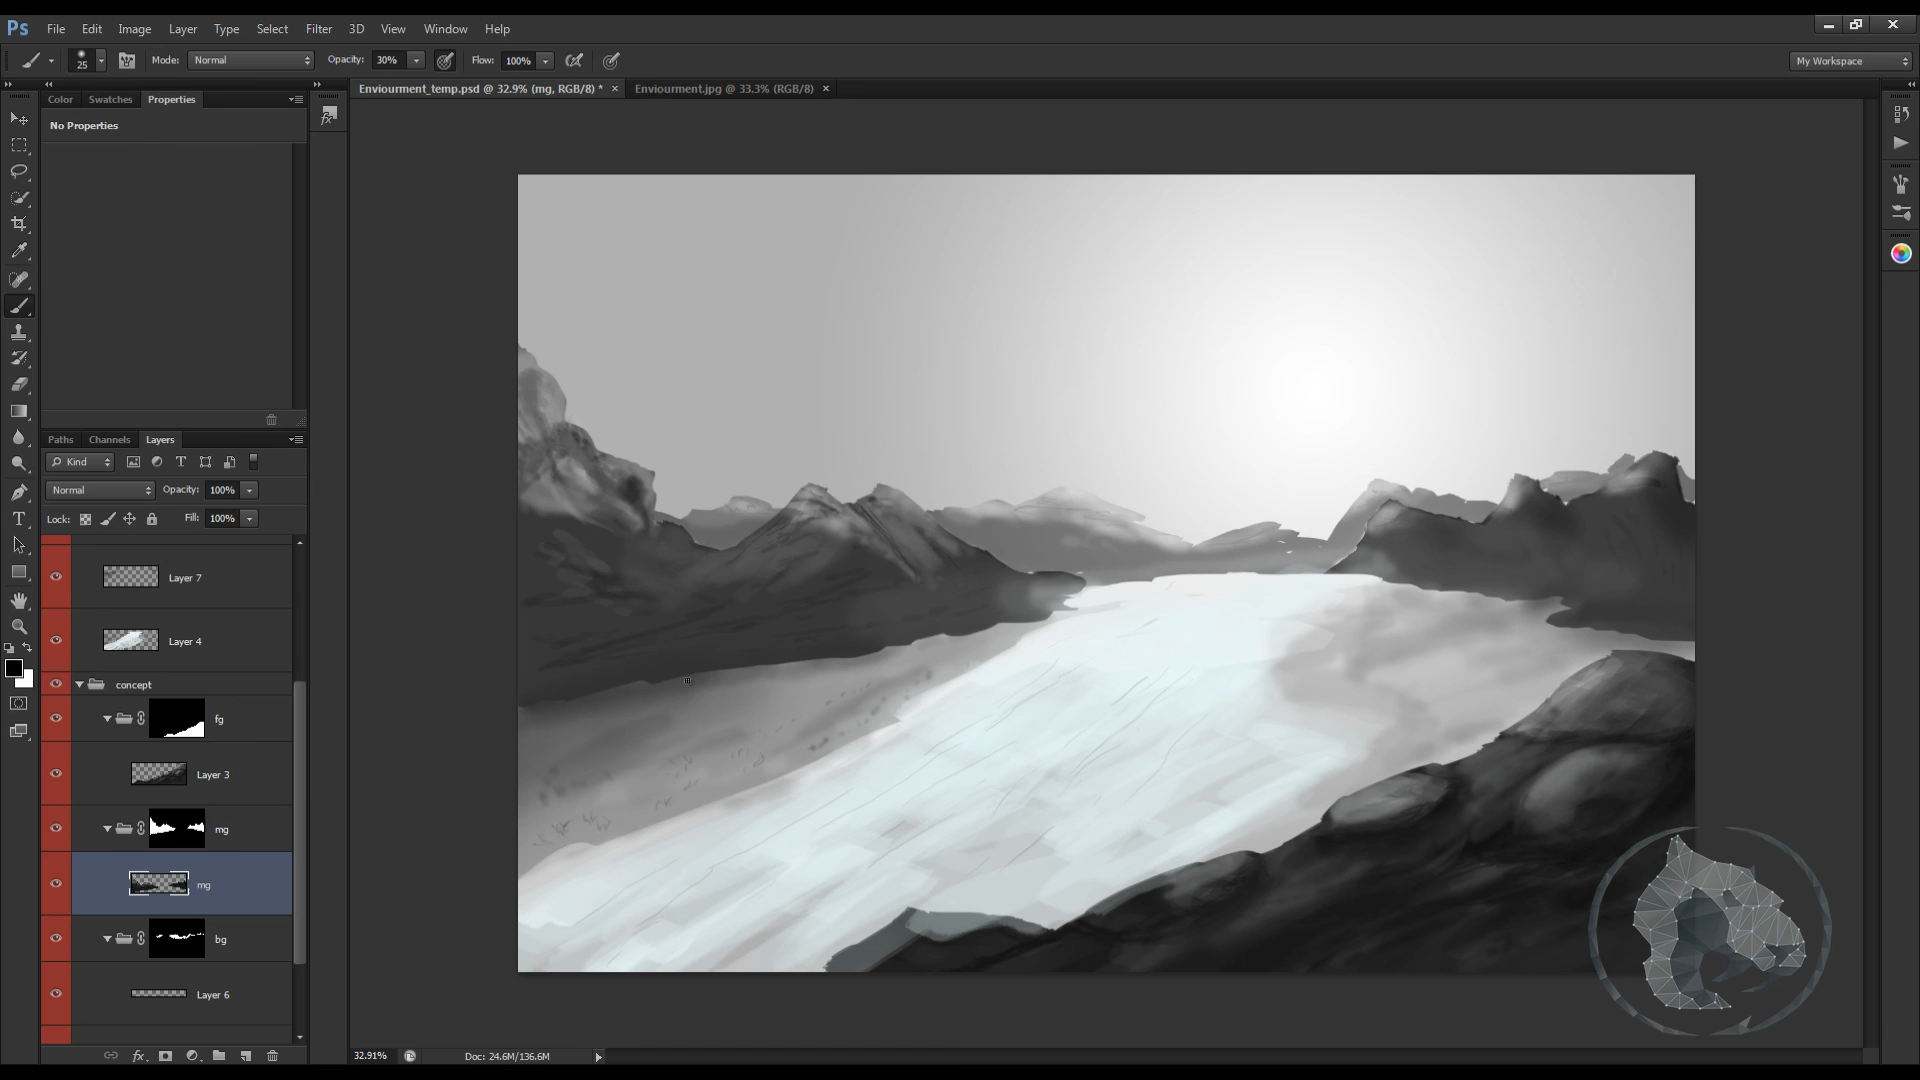 Ps File Edit Image Layer Type Select Filter 3D View Window Help
25 Mode: Normal Opacity: 30% Flow: 100% My Workspace
Color Swatches Properties
Enviourment_temp.psd @ 32.9% (mg, RGB/8) * × Enviourment.jpg @ 33.3% (RGB/8) ×
No Properties
Paths Channels Layers
Kind
Normal Opacity: 100%
Lock: Fill: 100%
Layer 7
Layer 4
concept
fg
Layer 3
mg
mg
bg
Layer 6
fx
32.91% Doc: 24.6M/136.6M